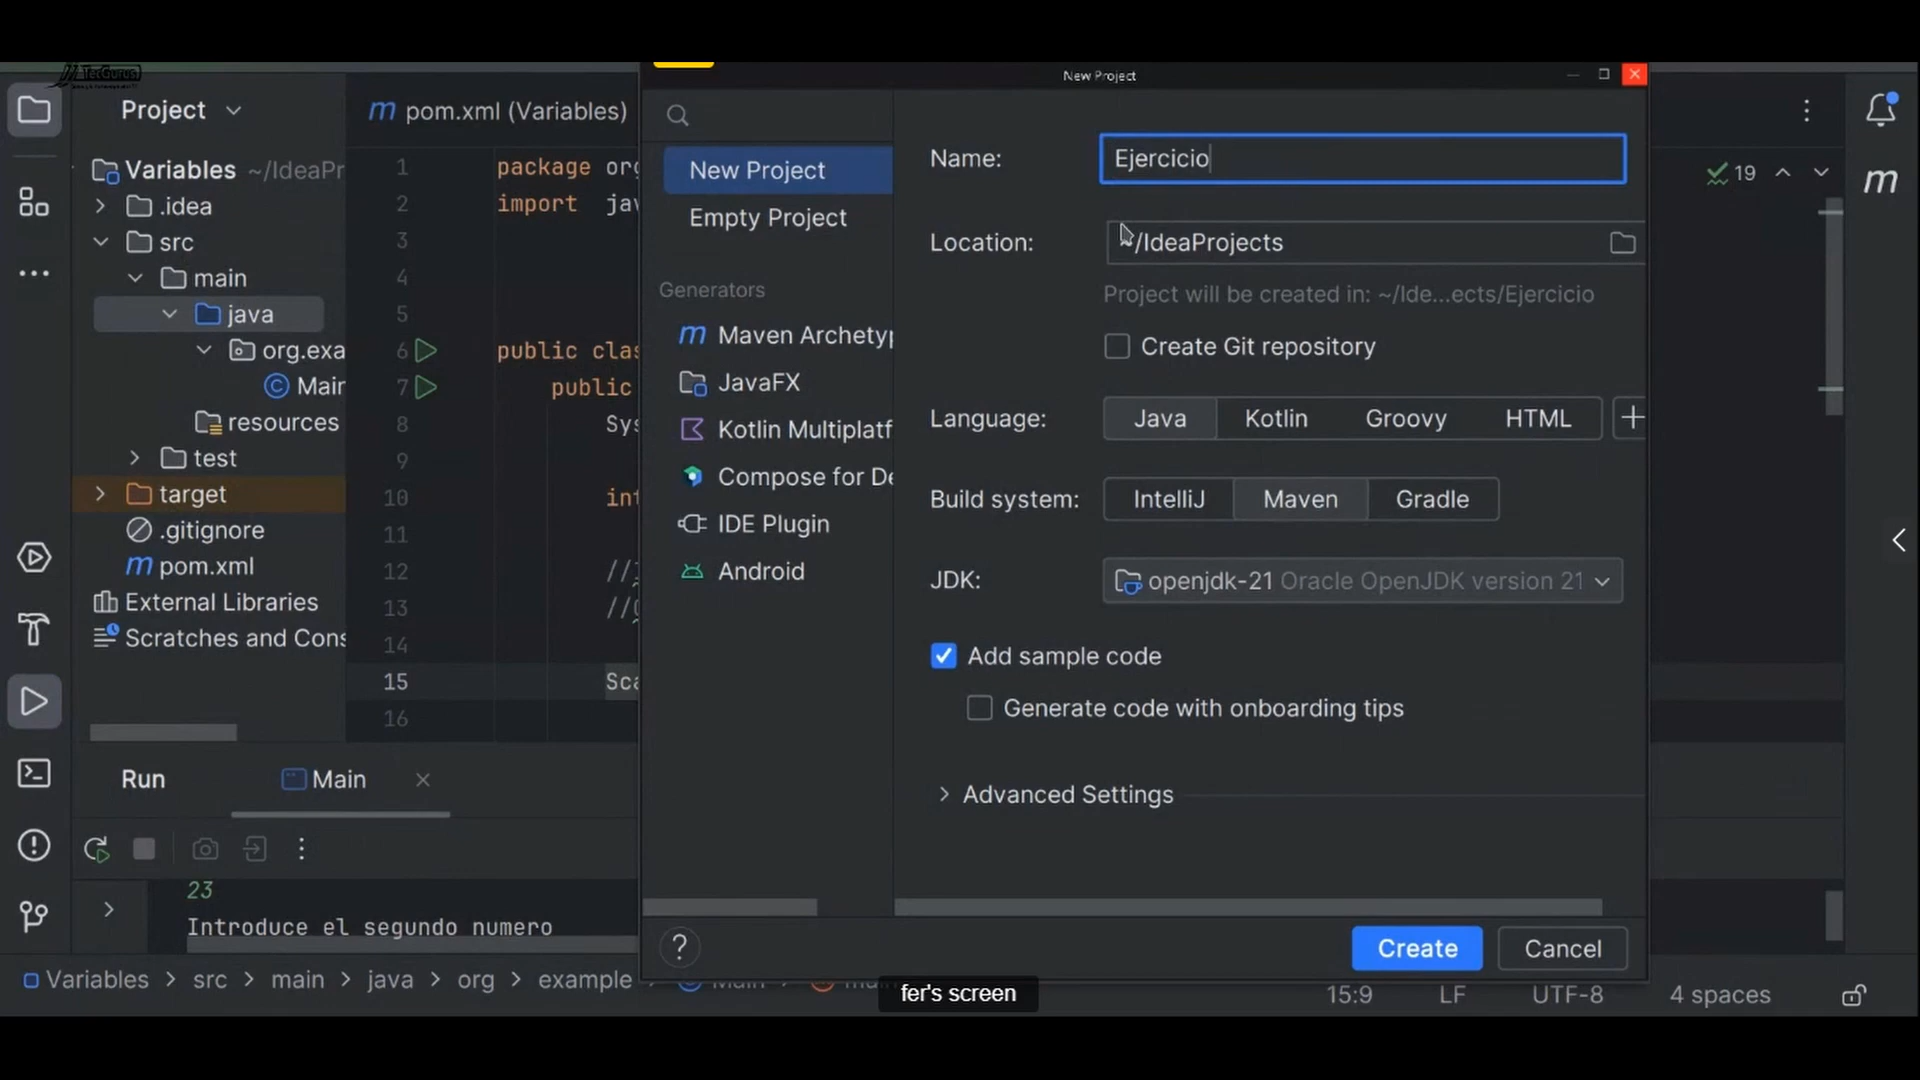 TecGurus
New Project
Project
pom.xml (Variables)
Variables ~/IdeaPr
.idea
src
main
java
org.exa
Main
resources
test
target
.gitignore
pom.xml
External Libraries
Scratches and Cons
1 package org
2 import jav
3
4
5
6 public clas
7 public
8 Sys
9
10 int
11
12 //
13 //
14
15 Sca
16
New Project
Empty Project
Generators
Maven Archetyp
JavaFX
Kotlin Multiplatf
Compose for De
IDE Plugin
Android
Name: Ejercicio
Location: ~/IdeaProjects
Project will be created in: ~/Ide...ects/Ejercicio
Create Git repository
Language: Java Kotlin Groovy HTML
Build system: IntelliJ Maven Gradle
JDK: openjdk-21 Oracle OpenJDK version 21
Add sample code
Generate code with onboarding tips
Advanced Settings
? Create Cancel
19
m
Run Main
23
Introduce el segundo numero
Variables > src > main > java > org > example
fer's screen
15:9 LF UTF-8 4 spaces